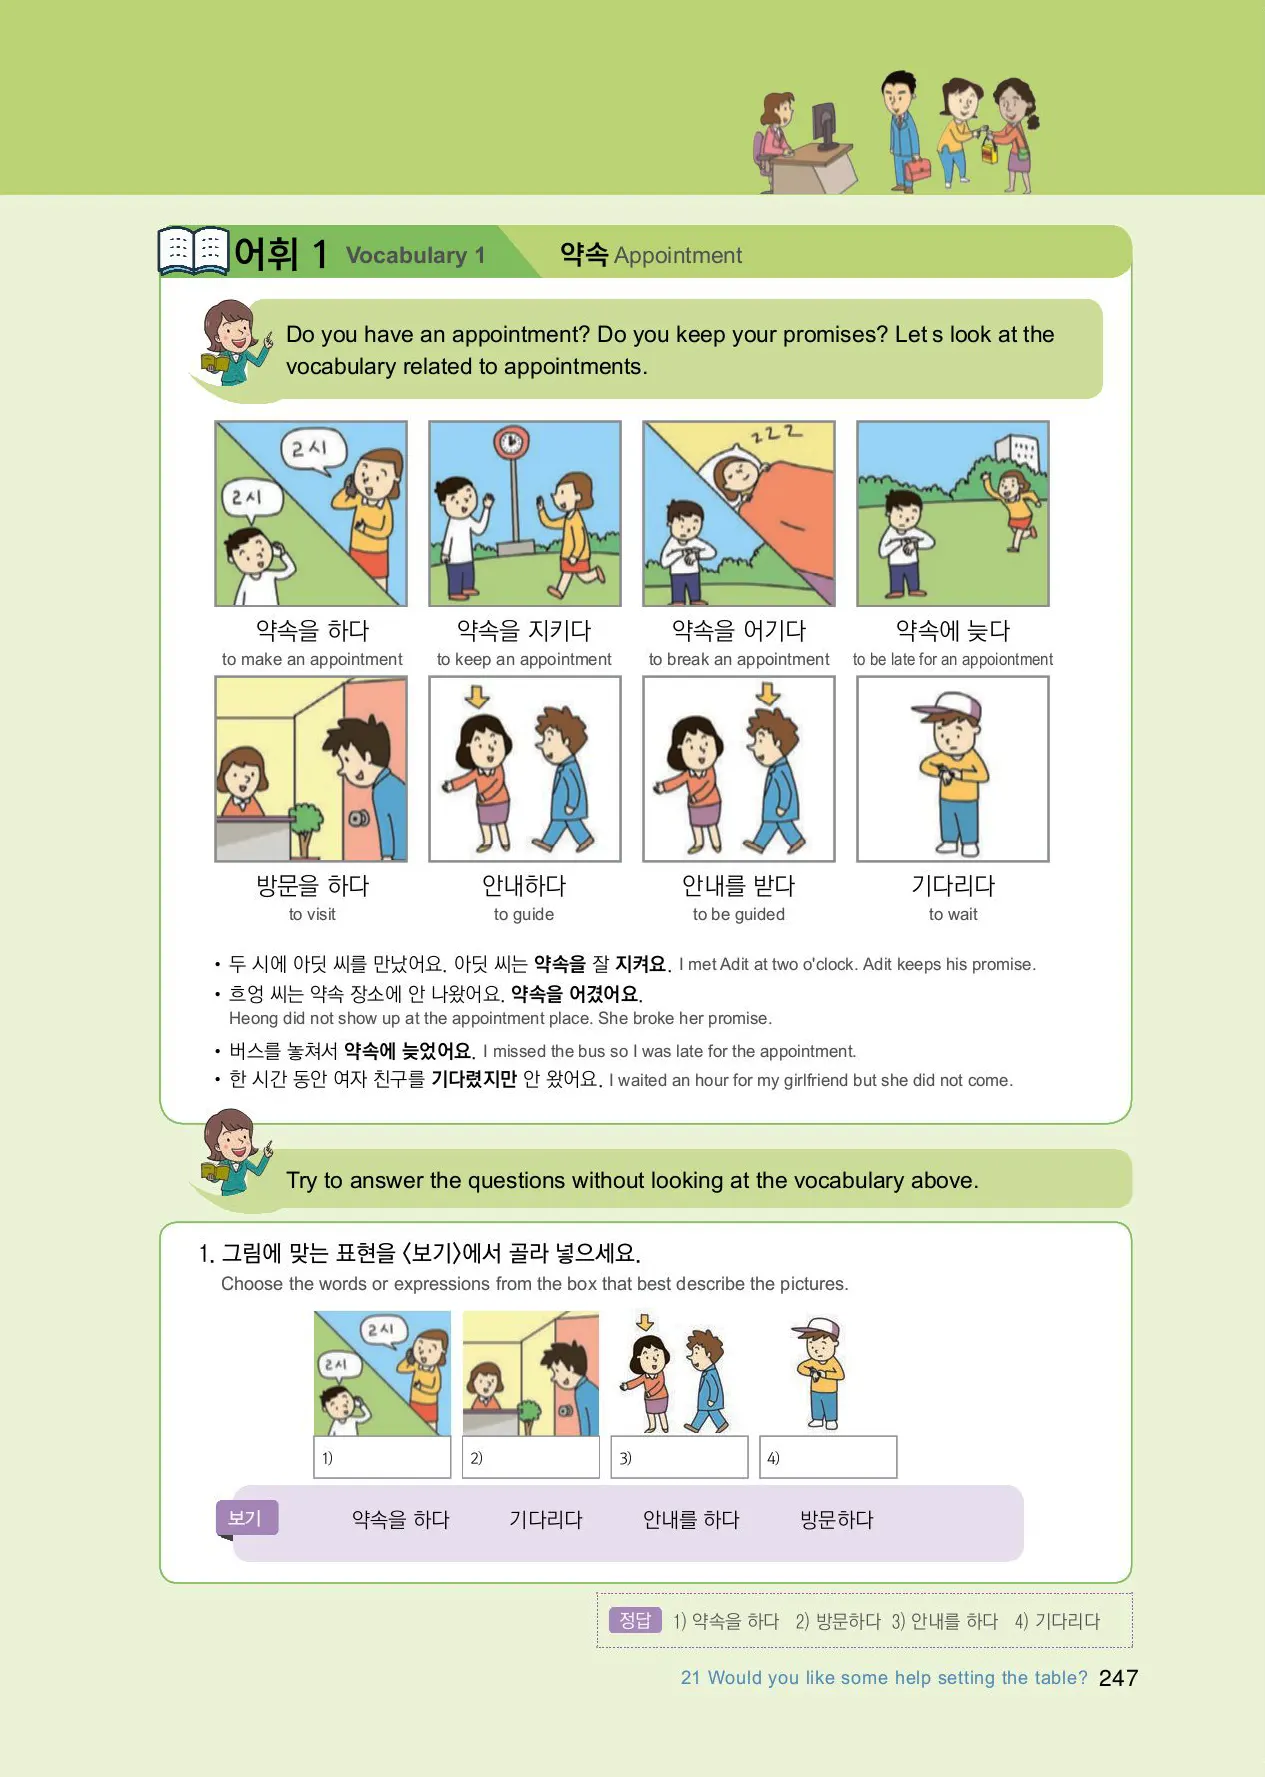 어휘 1 Vocabulary 1 약속 Appointment
Do you have an appointment? Do you keep your promises? Let s look at the
vocabulary related to appointments.
2시
2시
zzz
약속을 하다 약속을 지키다 약속을 어기다 약속에 늦다
to make an appointment to keep an appointment to break an appointment to be late for an appoiontment
방문을 하다 안내하다 안내를 받다 기다리다
to visit to guide to be guided to wait
• 두 시에 아딧 씨를 만났어요. 아딧 씨는 약속을 잘 지켜요. I met Adit at two o'clock. Adit keeps his promise.
• 흐엉 씨는 약속 장소에 안 나왔어요. 약속을 어겼어요.
Heong did not show up at the appointment place. She broke her promise.
• 버스를 놓쳐서 약속에 늦었어요. I missed the bus so I was late for the appointment.
• 한 시간 동안 여자 친구를 기다렸지만 안 왔어요. I waited an hour for my girlfriend but she did not come.
Try to answer the questions without looking at the vocabulary above.
1. 그림에 맞는 표현을 〈보기〉에서 골라 넣으세요.
Choose the words or expressions from the box that best describe the pictures.
2시
2시
1) 2) 3) 4)
보기 약속을 하다 기다리다 안내를 하다 방문하다
정답 1) 약속을 하다 2) 방문하다 3) 안내를 하다 4) 기다리다
21 Would you like some help setting the table? 247